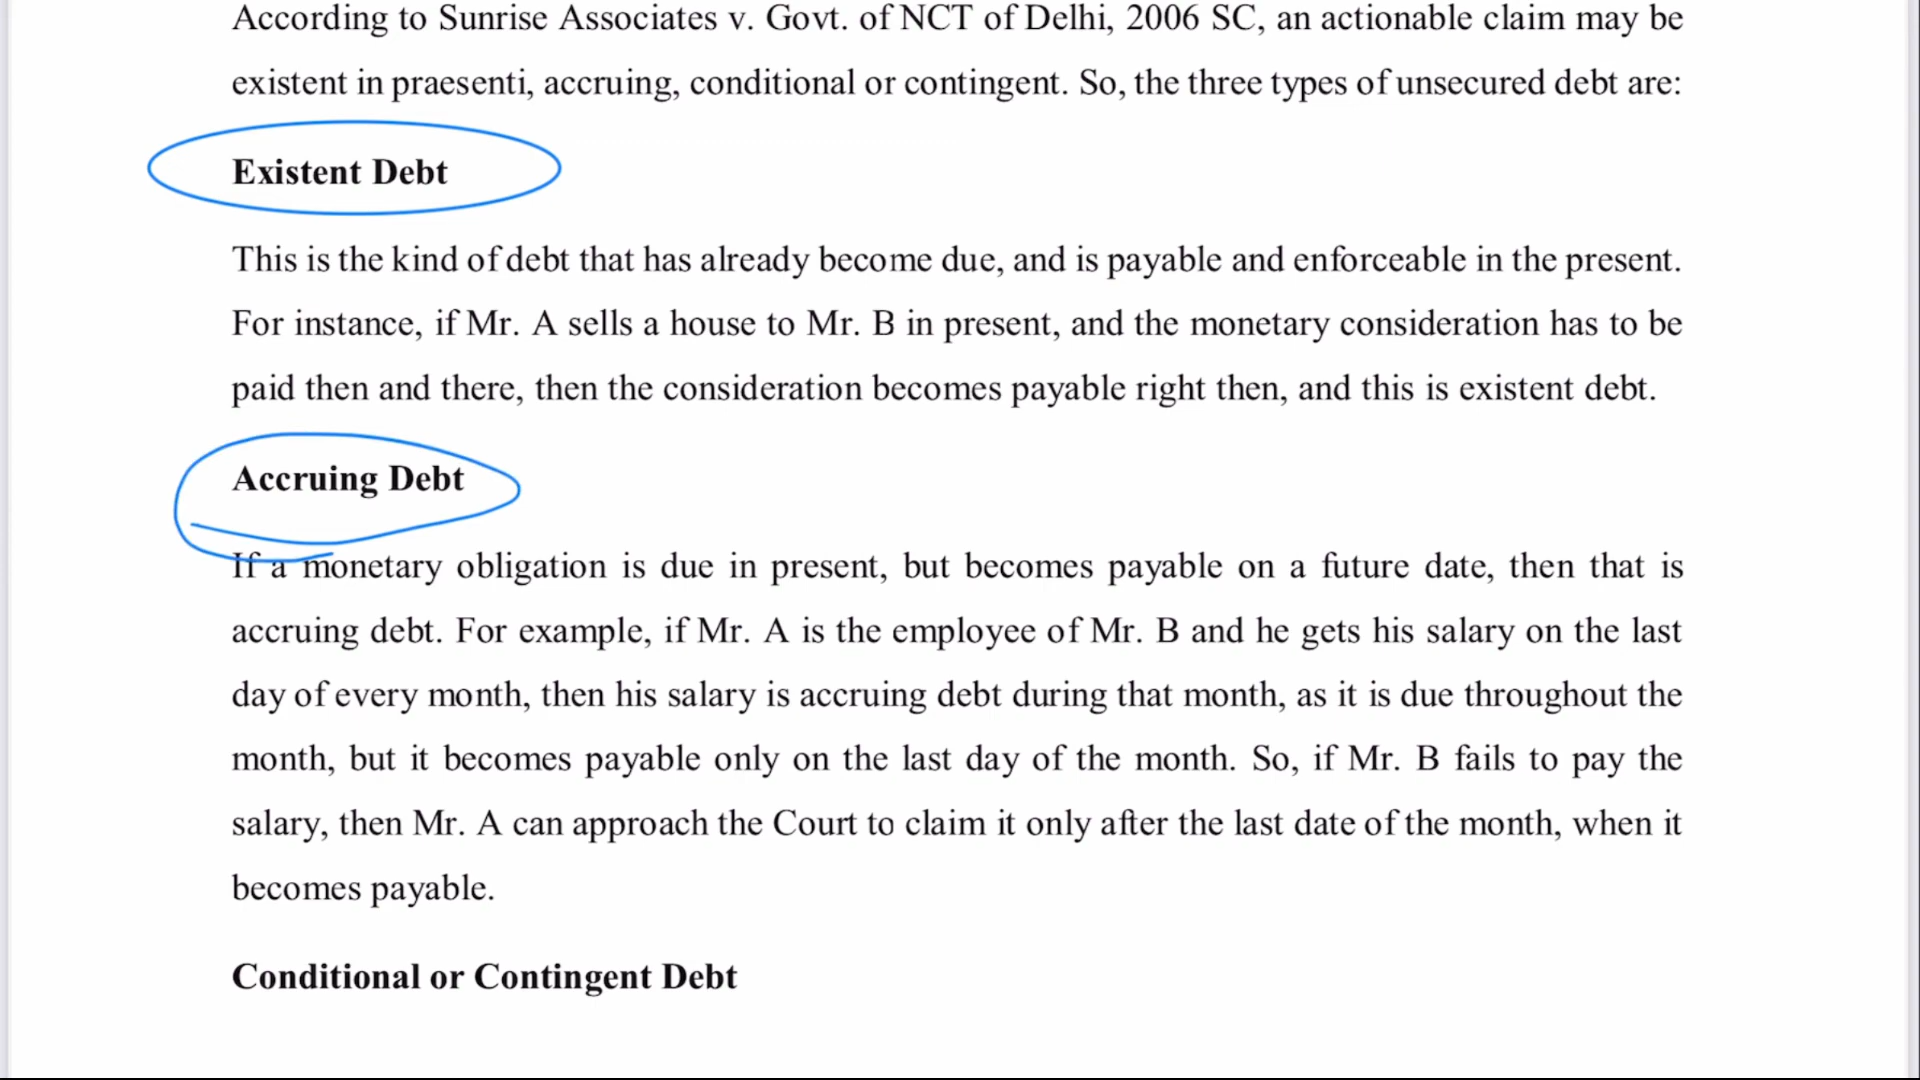 According to Sunrise Associates v. Govt. of NCT of Delhi, 2006 SC, an actionable claim may be
existent in praesenti, accruing, conditional or contingent. So, the three types of unsecured debt are:
Existent Debt
This is the kind of debt that has already become due, and is payable and enforceable in the present.
For instance, if Mr. A sells a house to Mr. B in present, and the monetary consideration has to be
paid then and there, then the consideration becomes payable right then, and this is existent debt.
Accruing Debt
If a monetary obligation is due in present, but becomes payable on a future date, then that is
accruing debt. For example, if Mr. A is the employee of Mr. B and he gets his salary on the last
day of every month, then his salary is accruing debt during that month, as it is due throughout the
month, but it becomes payable only on the last day of the month. So, if Mr. B fails to pay the
salary, then Mr. A can approach the Court to claim it only after the last date of the month, when it
becomes payable.
Conditional or Contingent Debt